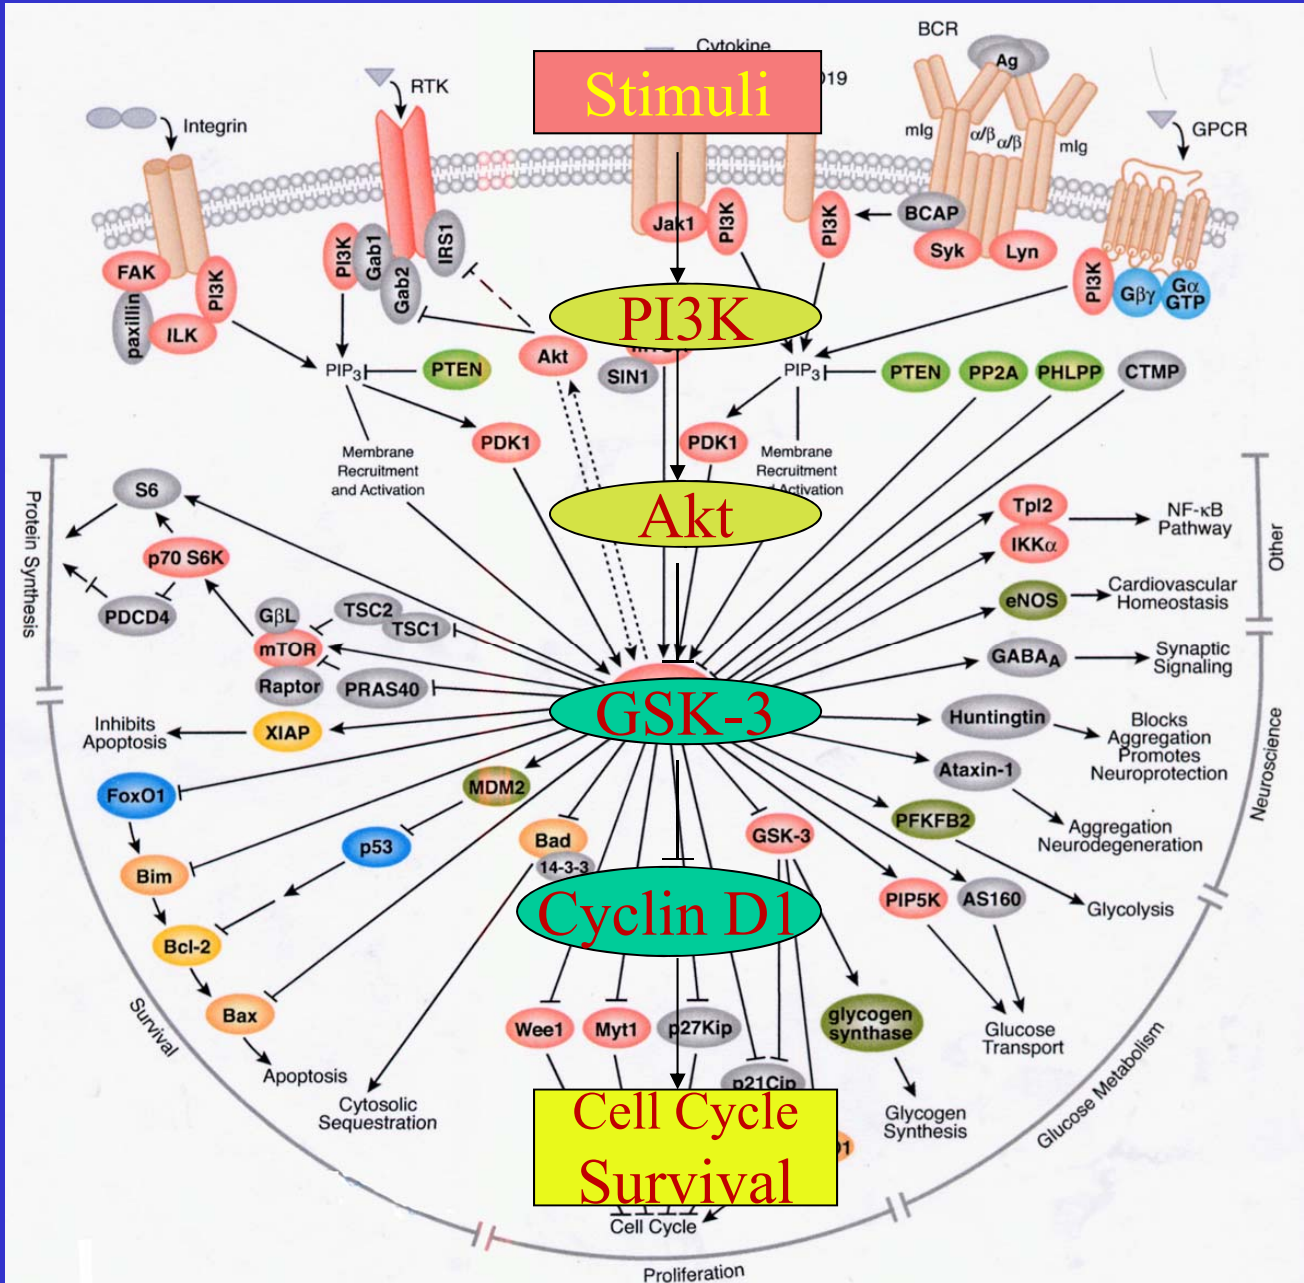 Cytokine
BCR
Ag
Stimuli
D19
RTK
Integrin
mIg
α/β
α/β
mIg
GPCR
FAK
PI3K
paxillin
ILK
PI3K
Gab1
Gab2
IRS1
Jak1
PI3K
PI3K
BCAP
Syk
Lyn
PI3K
Gβγ
Gα
GTP
PI3K
PIP3
PTEN
Akt
SIN1
PIP3
PTEN
PP2A
PHLPP
CTMP
PDK1
PDK1
Membrane
Recruitment
and Activation
Membrane
Recruitment
Activation
Akt
Protein Synthesis
S6
p70 S6K
PDCD4
GβL
TSC2
TSC1
mTOR
Raptor
PRAS40
Tpl2
IKKα
NF-κB
Pathway
Other
eNOS
Cardiovascular
Homeostasis
GABAA
Synaptic
Signaling
GSK-3
Inhibits
Apoptosis
XIAP
Huntingtin
Blocks
Aggregation
Promotes
Neuroprotection
Neuroscience
Ataxin-1
Aggregation
Neurodegeneration
FoxO1
MDM2
p53
Bad
14-3-3
GSK-3
PFKFB2
Bim
Bcl-2
Bax
Cyclin D1
PIP5K
AS160
Glycolysis
Survival
Apoptosis
Cytosolic
Sequestration
Wee1
Myt1
p27Kip
p21Cip
glycogen
synthase
Glucose
Transport
Glycogen
Synthesis
Glucose Metabolism
Cell Cycle
Survival
D1
Cell Cycle
Proliferation